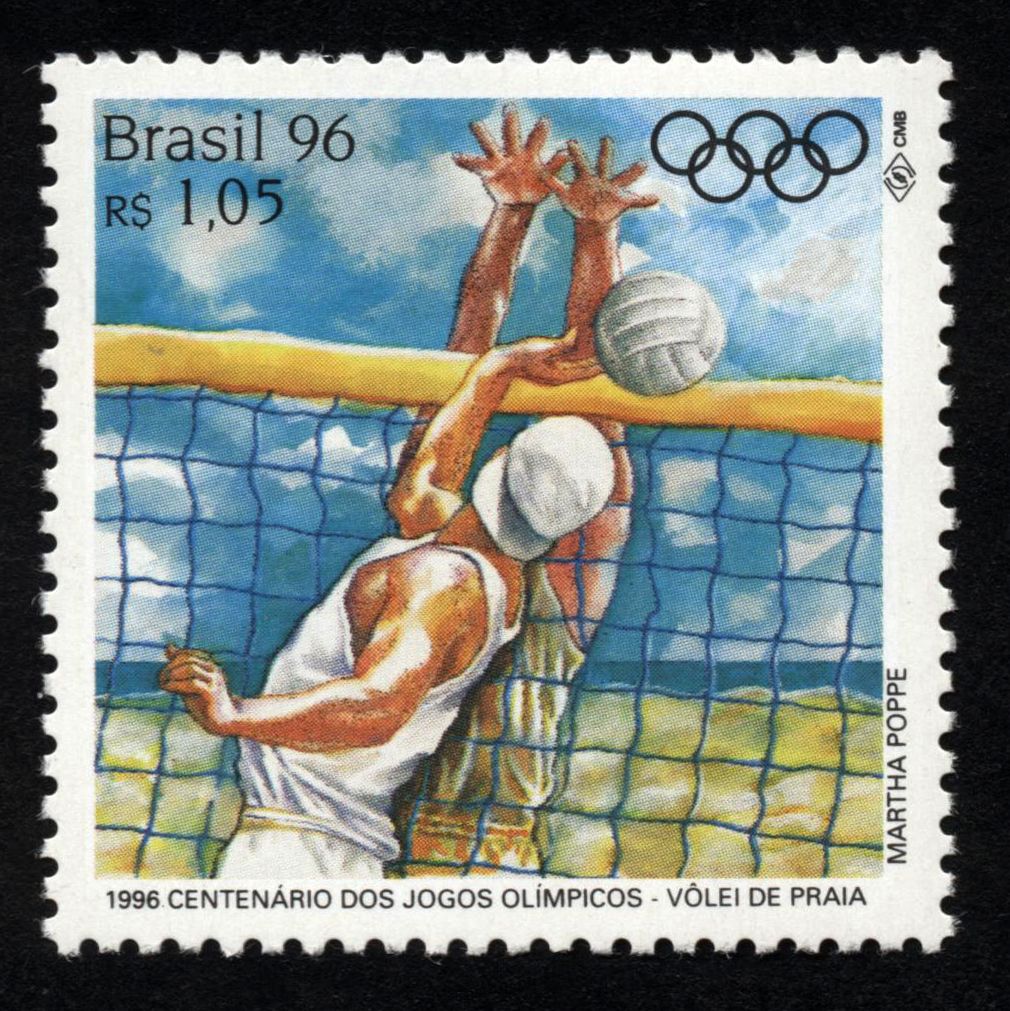 Brasil 96
R$ 1,05
CMB
MARTHA POPPE
1996 CENTENÁRIO DOS JOGOS OLÍMPICOS - VÔLEI DE PRAIA